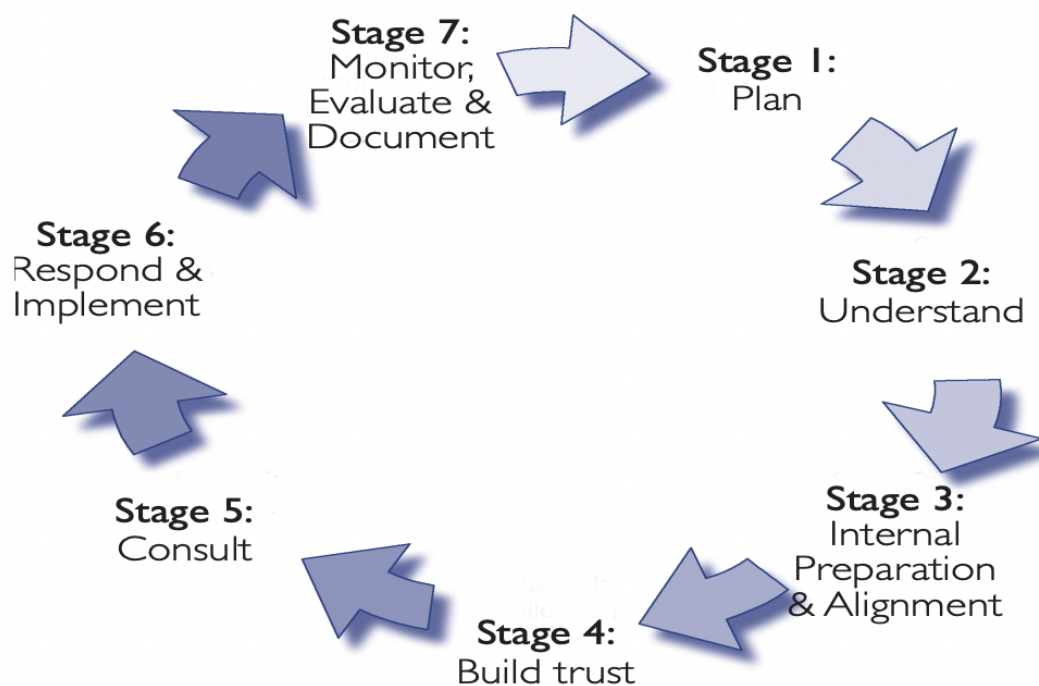 Stage 1:
Plan
Stage 2:
Understand
Stage 3:
Internal
Preparation
& Alignment
Stage 4:
Build trust
Stage 5:
Consult
Stage 6:
Respond &
Implement
Stage 7:
Monitor,
Evaluate &
Document